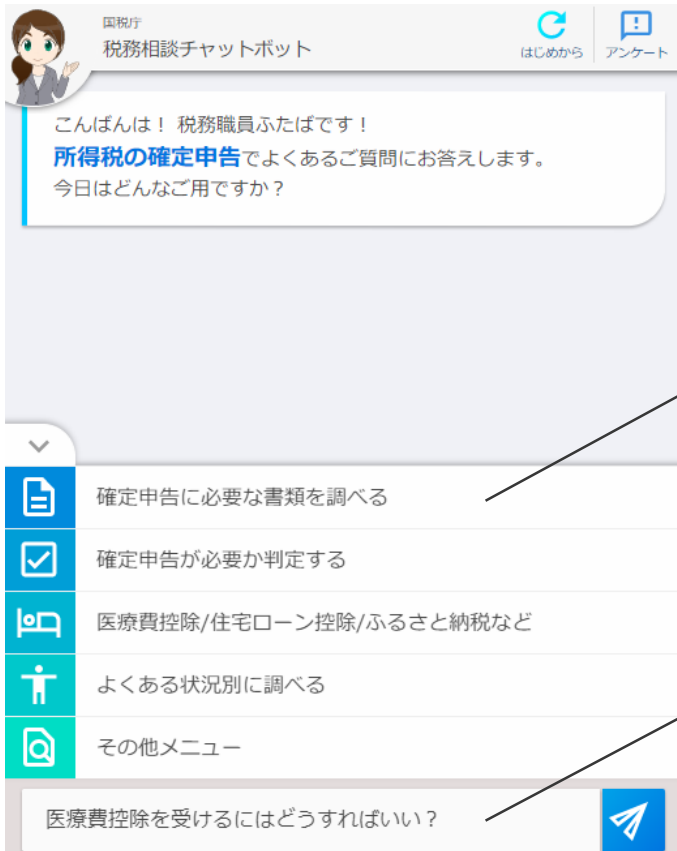 国税庁
税務相談チャットボット
はじめから
アンケート
こんばんは！ 税務職員ふたばです！
所得税の確定申告でよくあるご質問にお答えします。
今日はどんなご用ですか？
確定申告に必要な書類を調べる
確定申告が必要か判定する
医療費控除/住宅ローン控除/ふるさと納税など
よくある状況別に調べる
その他メニュー
医療費控除を受けるにはどうすればいい？